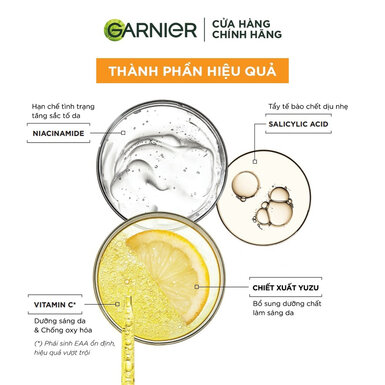 GARNIER
CỬA HÀNG
CHÍNH HÃNG
THÀNH PHẦN HIỆU QUẢ
Hạn chế tình trạng
tăng sắc tố da
NIACINAMIDE
Tẩy tế bào chết dịu nhẹ
SALICYLIC ACID
VITAMIN C*
Dưỡng sáng da
& Chống oxy hóa
(*) Phái sinh EAA ổn định,
hiệu quả vượt trội
CHIẾT XUẤT YUZU
Bổ sung dưỡng chất
làm sáng da